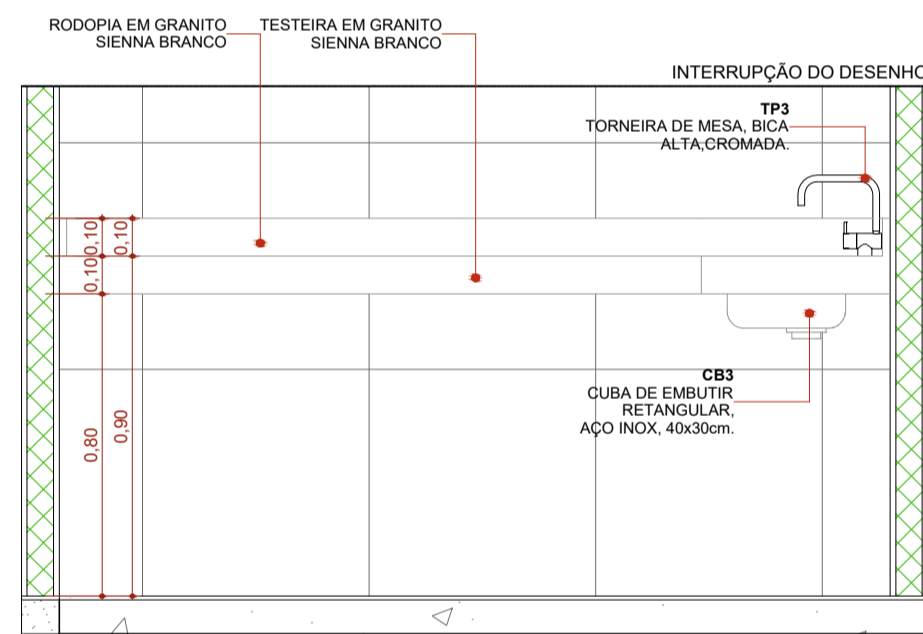 RODOPIA EM GRANITO
SIENNA BRANCO
TESTEIRA EM GRANITO
SIENNA BRANCO
INTERRUPÇÃO DO DESENHO
TP3
TORNEIRA DE MESA, BICA
ALTA,CROMADA.
0,10
0,10
0,10
0,80
0,90
CB3
CUBA DE EMBUTIR
RETANGULAR,
AÇO INOX, 40x30cm.